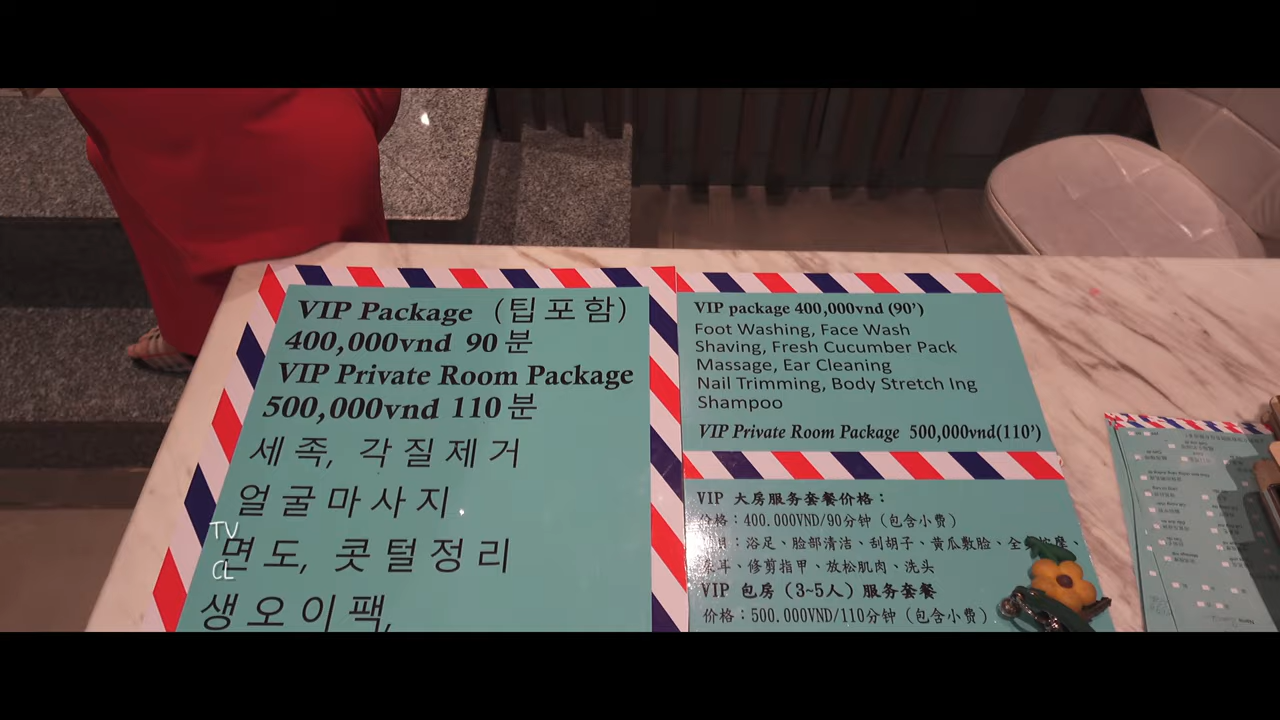 VIP Package (팁포함)
400,000vnd 90분
VIP Private Room Package
500,000vnd 110분
세족, 각질제거
얼굴마사지
면도, 콧털정리
생오이팩,
TV
CL
VIP package 400,000vnd (90’)
Foot Washing, Face Wash
Shaving, Fresh Cucumber Pack
Massage, Ear Cleaning
Nail Trimming, Body Stretch Ing
Shampoo
VIP Private Room Package 500,000vnd(110’)
VIP 大房服务套餐价格：
价格：400.000VND/90分钟（包含小费）
：浴足、脸部清洁、刮胡子、黄瓜敷脸、全身按摩、
耳、修剪指甲、放松肌肉、洗头
VIP 包房（3~5人）服务套餐
价格：500.000VND/110分钟（包含小费）